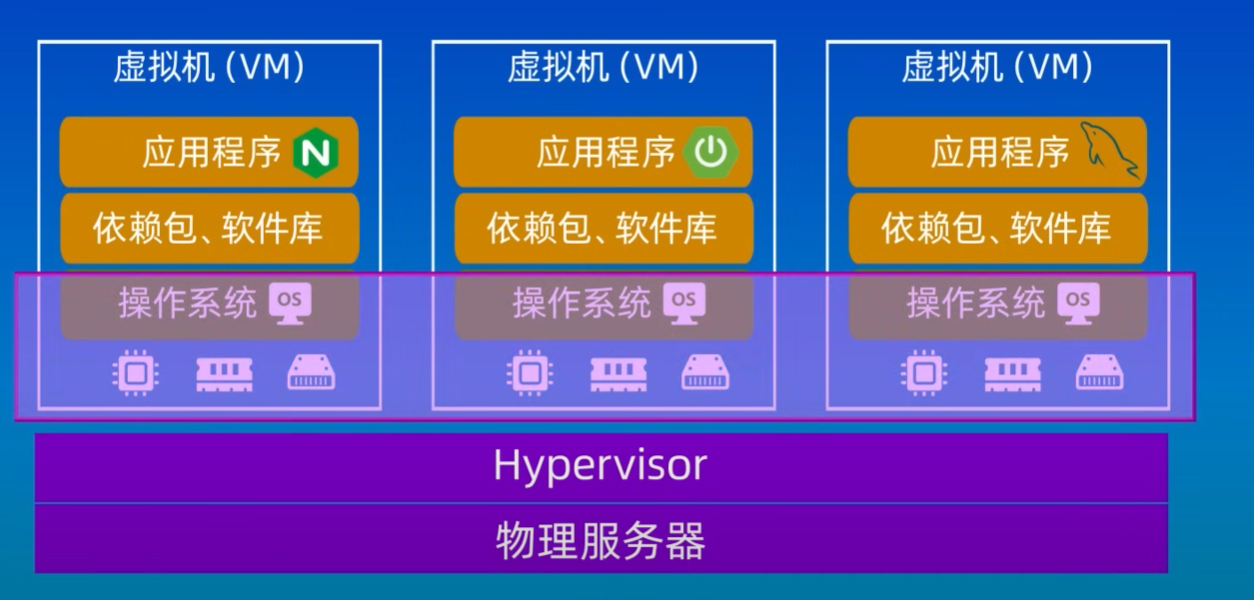 虚拟机 (VM)
虚拟机 (VM)
虚拟机 (VM)
应用程序 N
应用程序
应用程序
依赖包、软件库
依赖包、软件库
依赖包、软件库
操作系统 OS
操作系统 OS
操作系统 OS
Hypervisor
物理服务器